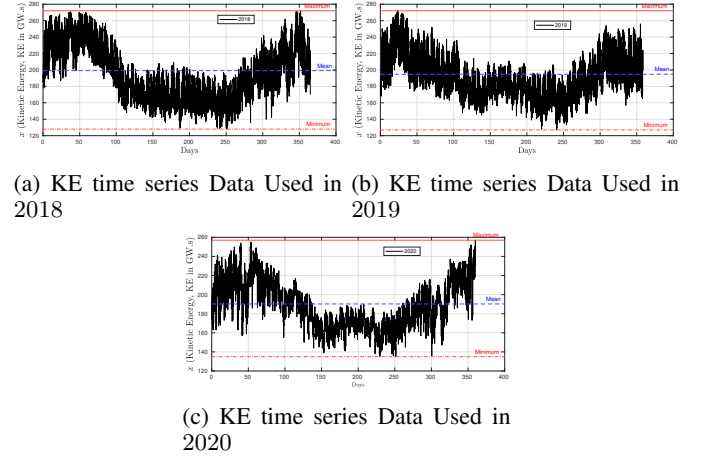 280
260
240
220
200
180
160
140
120
x (Kinetic Energy, KE in GW.s)
Maximum
2018
Mean
Minimum
0 50 100 150 200 250 300 350 400
Days
280
260
240
220
200
180
160
140
120
x (Kinetic Energy, KE in GW.s)
Maximum
2019
Mean
Minimum
0 50 100 150 200 250 300 350 400
Days
(a) KE time series Data Used in
2018
(b) KE time series Data Used in
2019
260
240
220
200
180
160
140
120
x (Kinetic Energy, KE in GW.s)
Maximum
2020
Mean
Minimum
0 50 100 150 200 250 300 350 400
Days
(c) KE time series Data Used in
2020